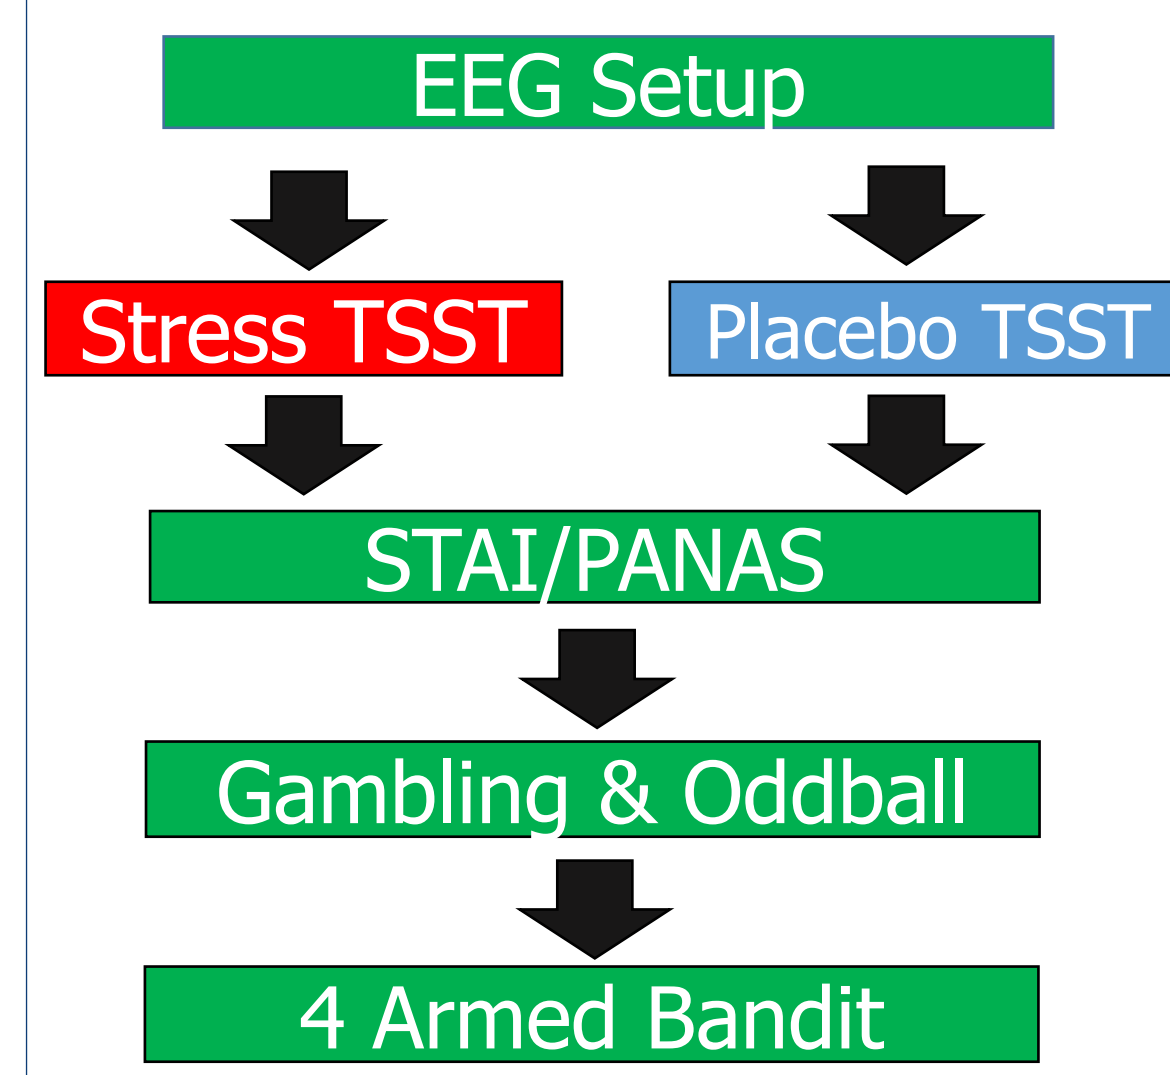 EEG Setup
Stress TSST
Placebo TSST
STAI/PANAS
Gambling & Oddball
4 Armed Bandit